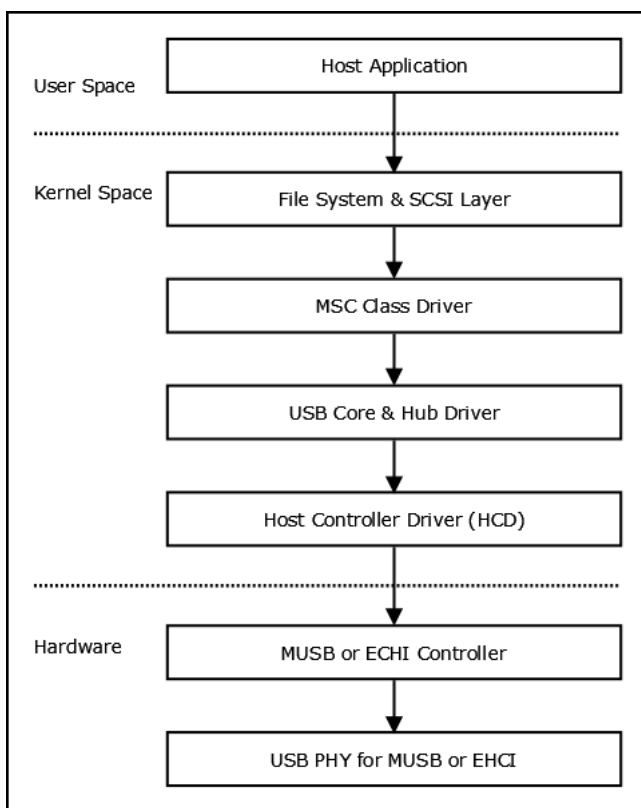 Host Application
User Space
Kernel Space
File System & SCSI Layer
MSC Class Driver
USB Core & Hub Driver
Host Controller Driver (HCD)
Hardware
MUSB or ECHI Controller
USB PHY for MUSB or EHCI